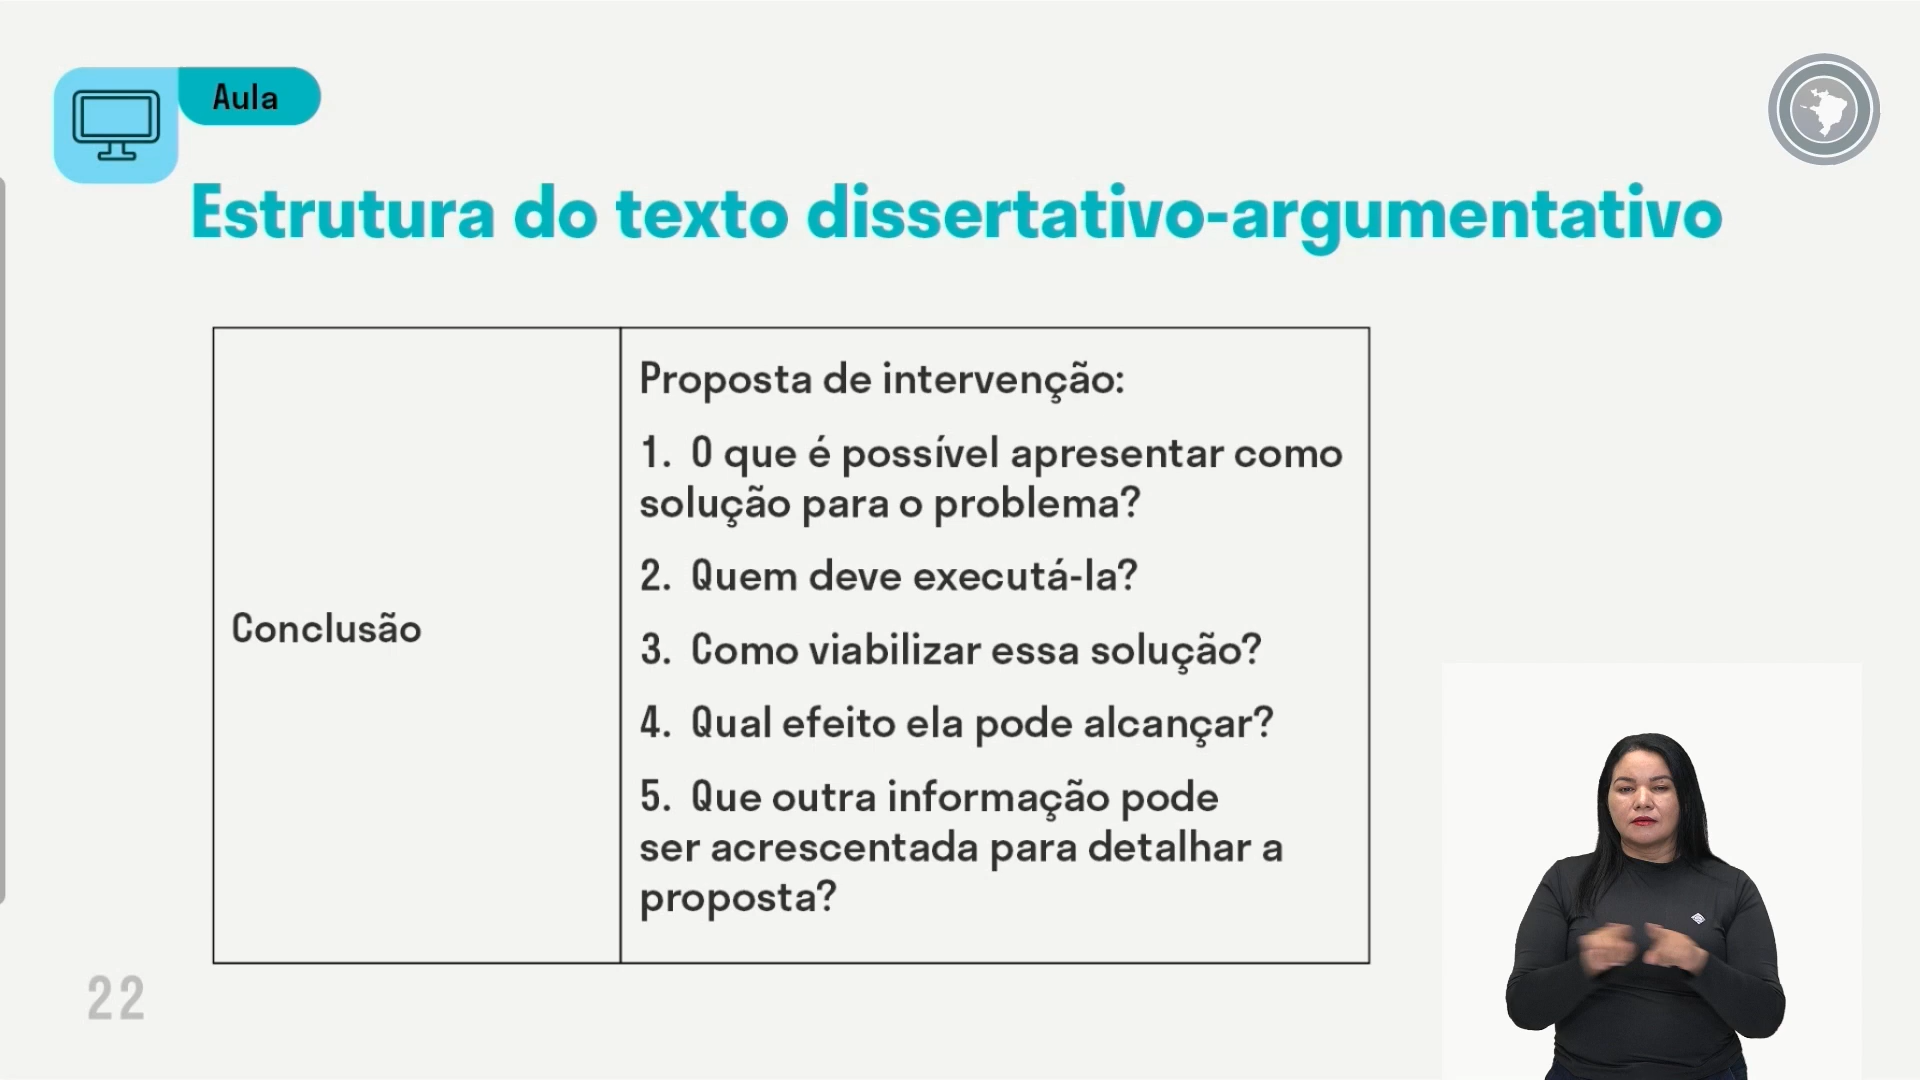 Aula
Estrutura do texto dissertativo-argumentativo
Conclusão
Proposta de intervenção:
1. O que é possível apresentar como
solução para o problema?
2. Quem deve executá-la?
3. Como viabilizar essa solução?
4. Qual efeito ela pode alcançar?
5. Que outra informação pode
ser acrescentada para detalhar a
proposta?
22